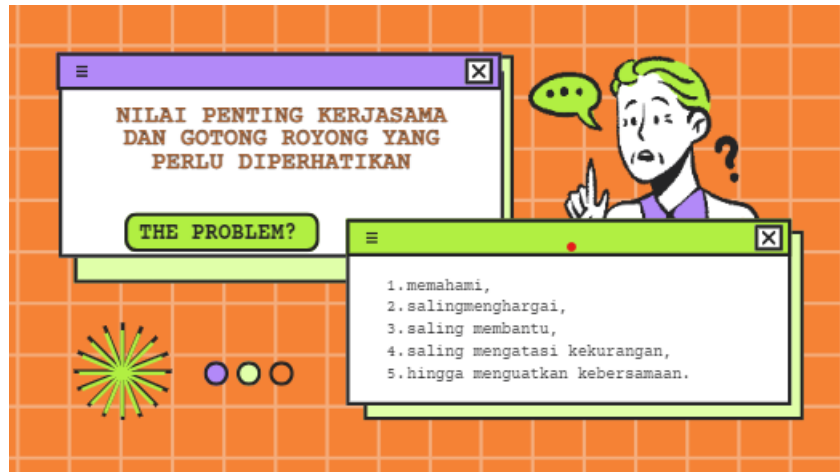 NILAI PENTING KERJASAMA
DAN GOTONG ROYONG YANG
PERLU DIPERHATIKAN
THE PROBLEM?
?
1.memahami,
2.salingmenghargai,
3.saling membantu,
4.saling mengatasi kekurangan,
5.hingga menguatkan kebersamaan.